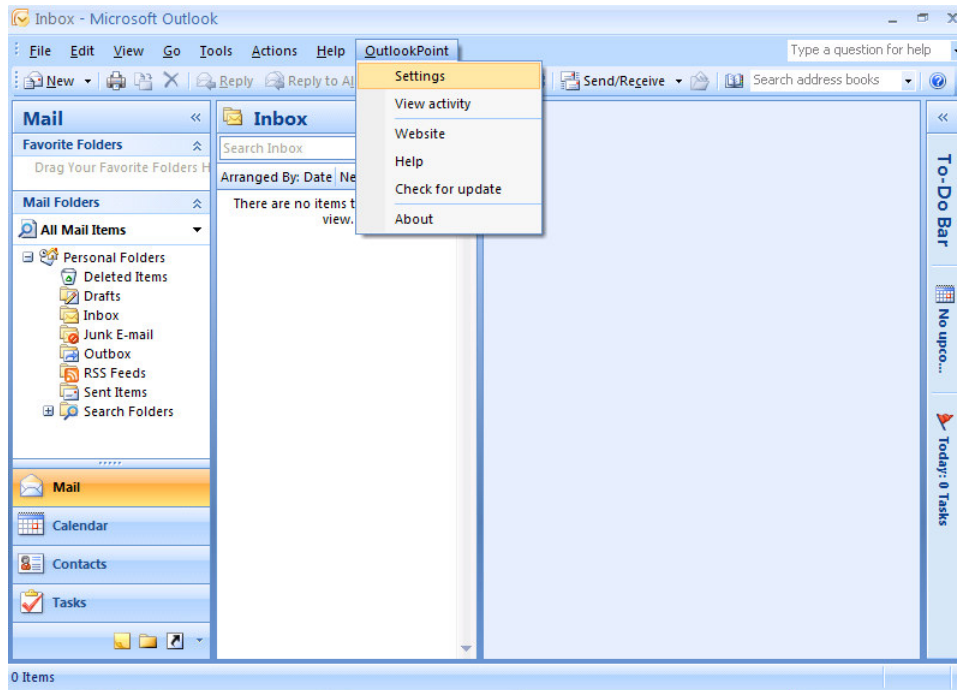 Inbox - Microsoft Outlook
File Edit View Go Tools Actions Help OutlookPoint Type a question for help
New Reply Reply to Al Send/Receive Search address books
Settings
View activity
Website
Help
Check for update
About
Mail
Favorite Folders
Drag Your Favorite Folders H
Mail Folders
All Mail Items
Personal Folders
Deleted Items
Drafts
Inbox
Junk E-mail
Outbox
RSS Feeds
Sent Items
Search Folders
Mail
Calendar
Contacts
Tasks
Inbox
Search Inbox
Arranged By: Date Ne
There are no items t
view.
To-Do Bar
No upco...
Today: 0 Tasks
0 Items